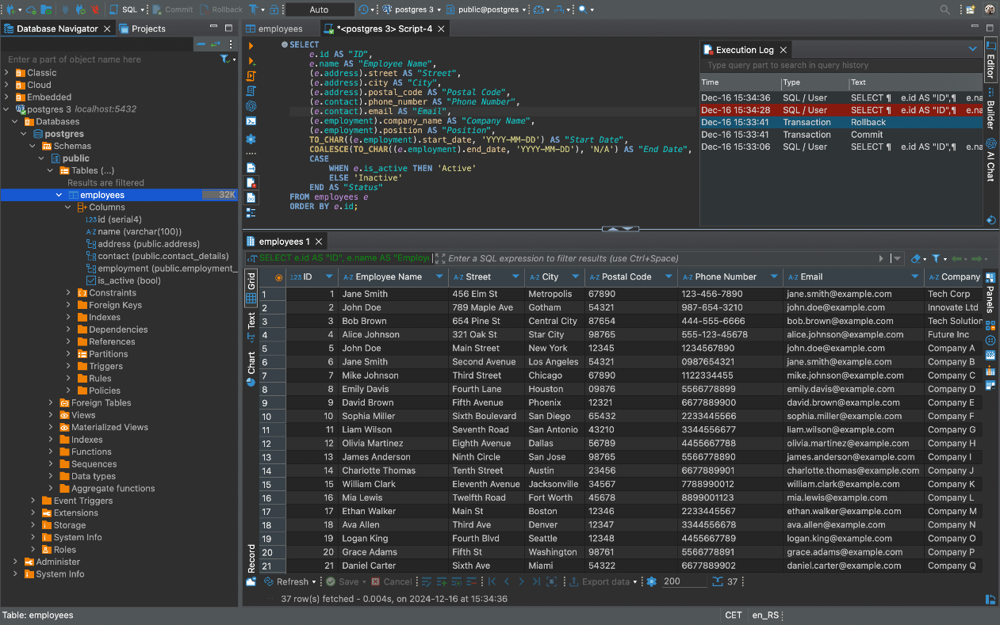 SQL
Commit
Rollback
T
Auto
postgres 3
public@postgres
Database Navigator
Projects
Enter a part of object name here
Classic
Cloud
Embedded
postgres 3 localhost:5432
Databases
postgres
Schemas
public
Tables (...)
Results are filtered
employees 32K
Columns
123 id (serial4)
A-Z name (varchar(100))
address (public.address)
contact (public.contact_details)
employment (public.employment_
is_active (bool)
Constraints
Foreign Keys
Indexes
Dependencies
References
Partitions
Triggers
Rules
Policies
Foreign Tables
Views
Materialized Views
Indexes
Functions
Sequences
Data types
Aggregate functions
Event Triggers
Extensions
Storage
System Info
Roles
Administer
System Info
employees
*<postgres 3> Script-4
SELECT
e.id AS "ID",
e.name AS "Employee Name",
(e.address).street AS "Street",
(e.address).city AS "City",
(e.address).postal_code AS "Postal Code",
(e.contact).phone_number AS "Phone Number",
(e.contact).email AS "Email",
(e.employment).company_name AS "Company Name",
(e.employment).position AS "Position",
TO_CHAR((e.employment).start_date, 'YYYY-MM-DD') AS "Start Date",
COALESCE(TO_CHAR((e.employment).end_date, 'YYYY-MM-DD'), 'N/A') AS "End Date",
CASE
WHEN e.is_active THEN 'Active'
ELSE 'Inactive'
END AS "Status"
FROM employees e
ORDER BY e.id;
Execution Log
Type query part to search in query history
Time Type Text
Dec-16 15:34:36 SQL / User SELECT ¶ e.id AS "ID",¶ e.na
Dec-16 15:34:28 SQL / User SELECT ¶ e.id AS "ID",¶ e.na
Dec-16 15:33:41 Transaction Rollback
Dec-16 15:33:41 Transaction Commit
Dec-16 15:33:06 SQL / User SELECT ¶ e.id AS "ID",¶ e.na
Editor
Builder
AI Chat
employees 1
SELECT e.id AS "ID", e.name AS "Employe
Enter a SQL expression to filter results (use Ctrl+Space)
Grid
Text
Chart
Record
Panels
123 ID A-Z Employee Name A-Z Street A-Z City A-Z Postal Code A-Z Phone Number A-Z Email A-Z Company
1 1 Jane Smith 456 Elm St Metropolis 67890 123-456-7890 jane.smith@example.com Tech Corp
2 2 John Doe 789 Maple Ave Gotham 54321 987-654-3210 john.doe@example.com Innovate Ltd
3 3 Bob Brown 654 Pine St Central City 87654 444-555-6666 bob.brown@example.com Tech Solution
4 4 Alice Johnson 321 Oak St Star City 98765 555-123-45678 alice.johnson@example.com Future Inc
5 5 John Doe Main Street New York 12345 1234567890 john.doe@example.com Company A
6 6 Jane Smith Second Avenue Los Angeles 54321 0987654321 jane.smith@example.com Company B
7 7 Mike Johnson Third Street Chicago 67890 1122334455 mike.johnson@example.com Company C
8 8 Emily Davis Fourth Lane Houston 09876 5566778899 emily.davis@example.com Company D
9 9 David Brown Fifth Avenue Phoenix 12321 6677889900 david.brown@example.com Company E
10 10 Sophia Miller Sixth Boulevard San Diego 65432 2233445566 sophia.miller@example.com Company F
11 11 Liam Wilson Seventh Road San Antonio 43210 3344556677 liam.wilson@example.com Company G
12 12 Olivia Martinez Eighth Avenue Dallas 56789 4455667788 olivia.martinez@example.com Company H
13 13 James Anderson Ninth Circle San Jose 98765 5566778890 james.anderson@example.com Company I
14 14 Charlotte Thomas Tenth Street Austin 23456 6677889901 charlotte.thomas@example.com Company J
15 15 William Clark Eleventh Avenue Jacksonville 34567 7788990012 william.clark@example.com Company K
16 16 Mia Lewis Twelfth Road Fort Worth 45678 8899001123 mia.lewis@example.com Company L
17 17 Ethan Walker Main St Boston 12346 2233445567 ethan.walker@example.com Company M
18 18 Ava Allen Third Ave Denver 12347 3344556678 ava.allen@example.com Company N
19 19 Logan King Fourth Blvd Seattle 12348 4455667789 logan.king@example.com Company O
20 20 Grace Adams Fifth St Washington 98761 5566778891 grace.adams@example.com Company P
21 21 Daniel Carter Sixth Ave Miami 54322 6677889902 daniel.carter@example.com Company Q
Refresh Save Cancel Export data 200 37
37 row(s) fetched - 0.004s, on 2024-12-16 at 15:34:36
Table: employees
CET en_RS